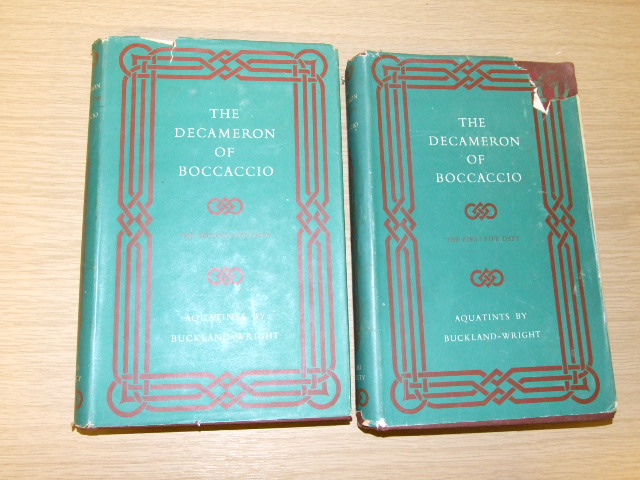 THE
DECAMERON
OF
BOCCACCIO
AQUATINTS BY
BUCKLAND-WRIGHT
THE
DECAMERON
OF
BOCCACCIO
THE FIRST FIVE DAYS
AQUATINTS BY
BUCKLAND-WRIGHT